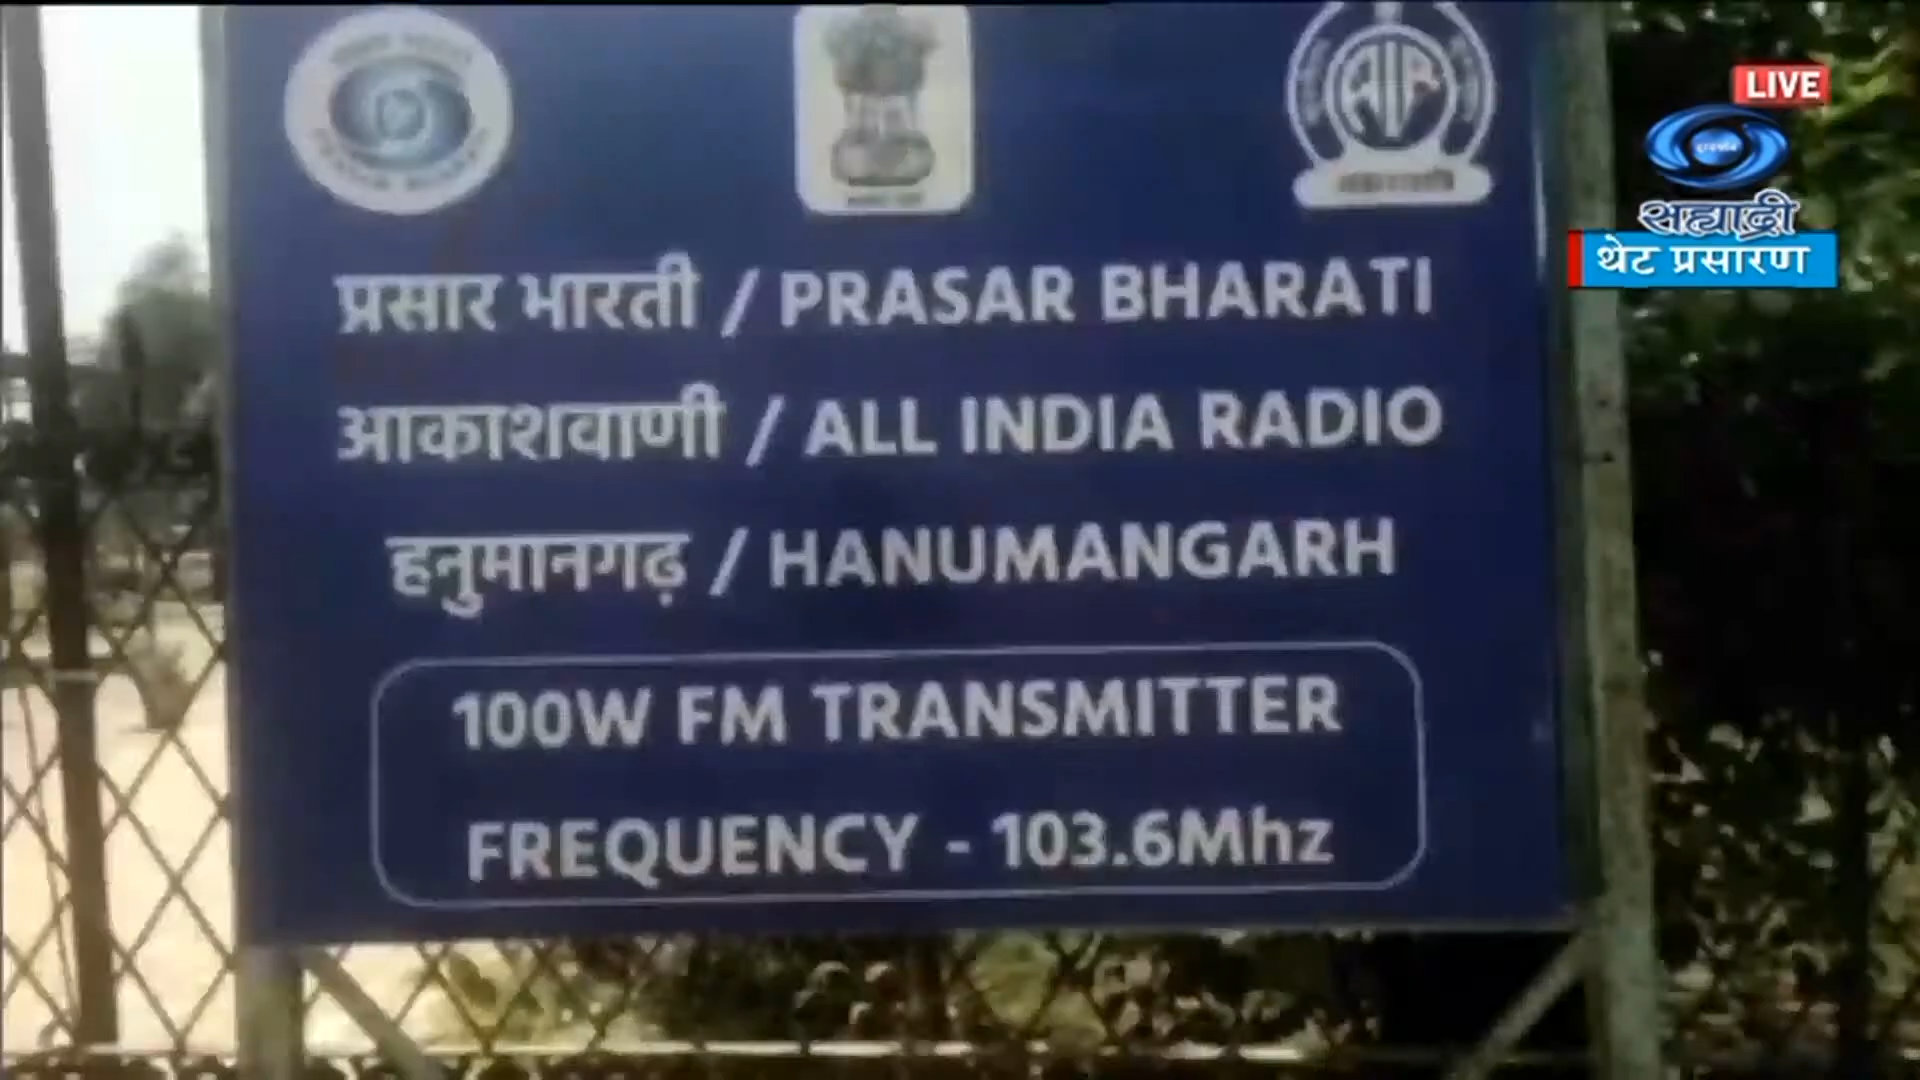 LIVE
सह्याद्री
थेट प्रसारण
प्रसार भारती / PRASAR BHARATI
आकाशवाणी / ALL INDIA RADIO
हनुमानगढ़ / HANUMANGARH
100W FM TRANSMITTER
FREQUENCY - 103.6Mhz